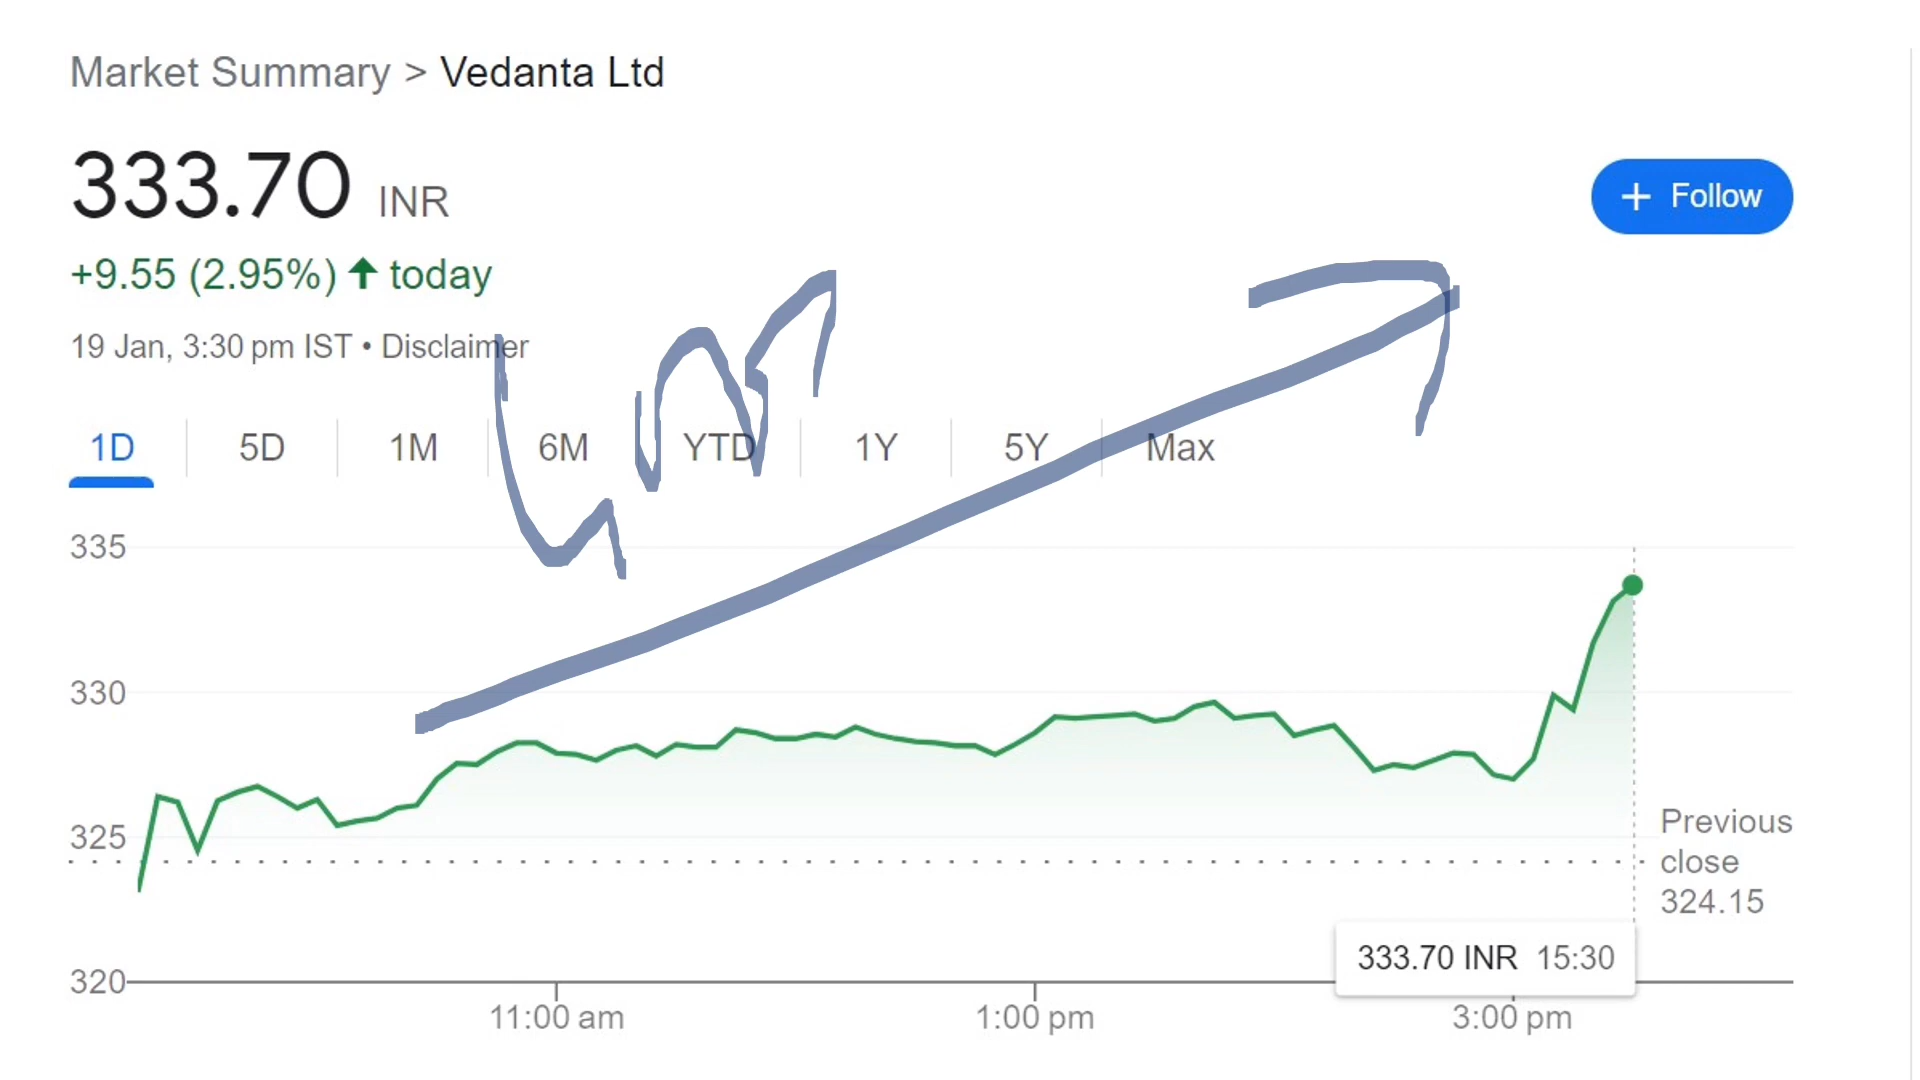 Market Summary > Vedanta Ltd
333.70 INR
+ Follow
+9.55 (2.95%) ↑ today
19 Jan, 3:30 pm IST • Disclaimer
1D 5D 1M 6M YTD 1Y 5Y Max
335
330
325
320
Previous
close
324.15
333.70 INR 15:30
11:00 am 1:00 pm 3:00 pm